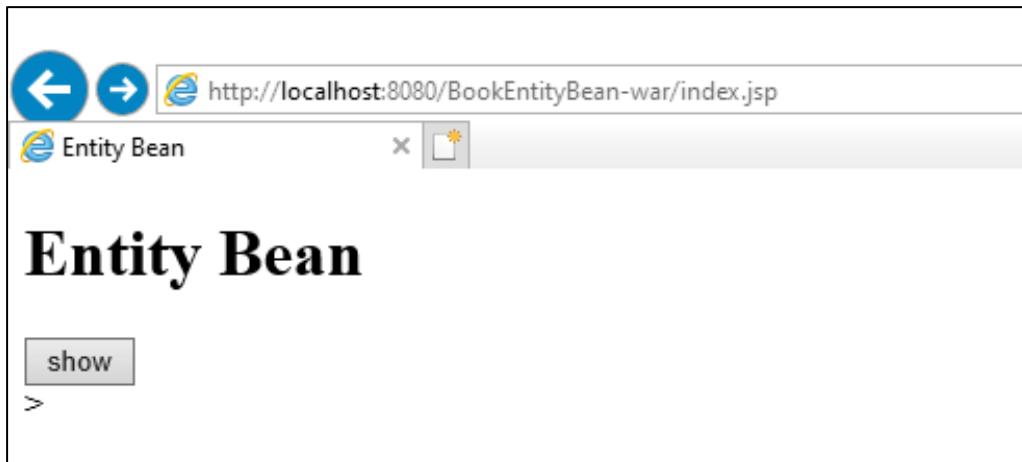 http://localhost:8080/BookEntityBean-war/index.jsp
Entity Bean
Entity Bean
show
>